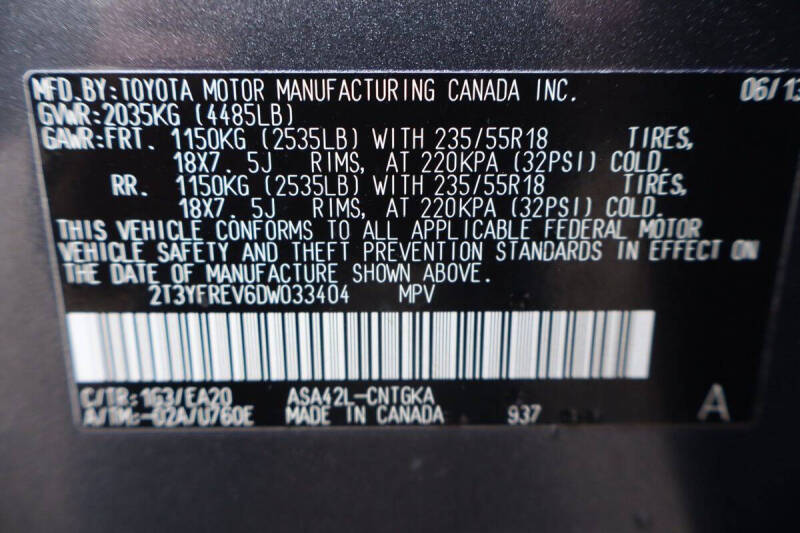 MFD.BY:TOYOTA MOTOR MANUFACTURING CANADA INC. 06/13
GVWR:2035KG (4485LB)
GAWR:FRT. 1150KG (2535LB) WITH 235/55R18 TIRES,
18X7.5J RIMS, AT 220KPA (32PSI) COLD.
RR. 1150KG (2535LB) WITH 235/55R18 TIRES,
18X7.5J RIMS, AT 220KPA (32PSI) COLD.
THIS VEHICLE CONFORMS TO ALL APPLICABLE FEDERAL MOTOR
VEHICLE SAFETY AND THEFT PREVENTION STANDARDS IN EFFECT ON
THE DATE OF MANUFACTURE SHOWN ABOVE.
2T3YFREV6DW033404 MPV
C/TR:1G3/EA20 ASA42L-CNTGKA
A/TM:-02A/U760E MADE IN CANADA 937 A